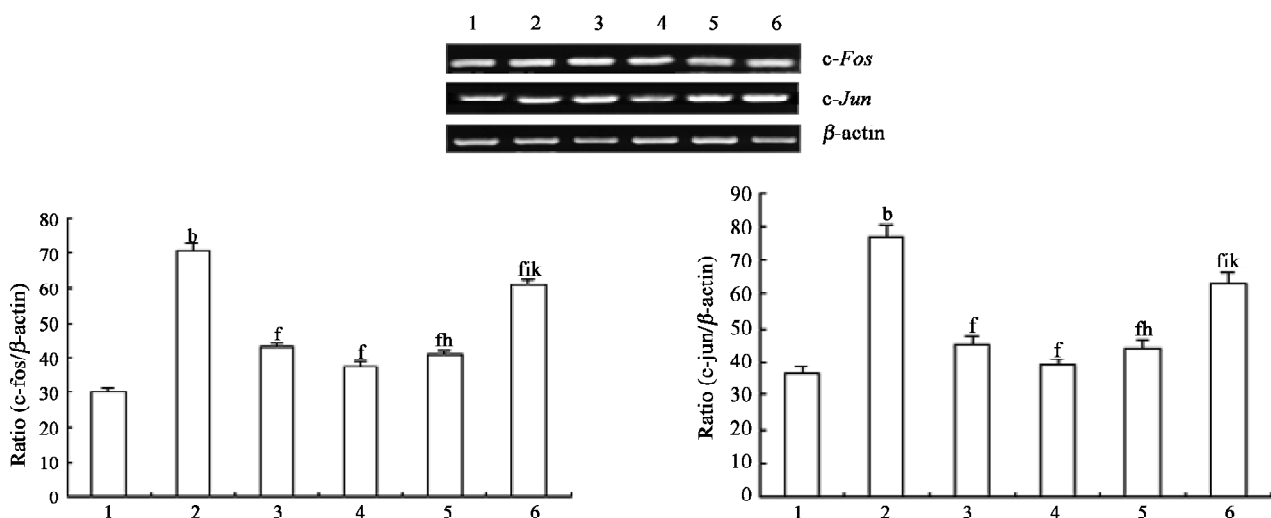 1 2 3 4 5 6
c-Fos
c-Jun
β-actin
80
70
60
50
40
30
20
10
0
Ratio (c-fos/β-actin)
b
f
f
fh
fik
1 2 3 4 5 6
90
80
70
60
50
40
30
20
10
0
Ratio (c-jun/β-actin)
b
f
f
fh
fik
1 2 3 4 5 6